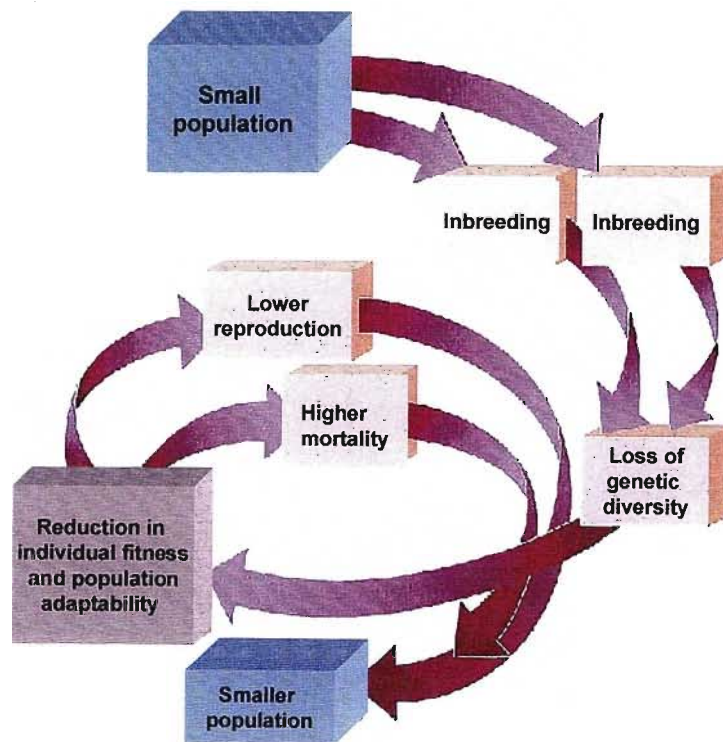 Small
population
Inbreeding
Inbreeding
Lower
reproduction
Higher
mortality
Loss of
genetic
diversity
Reduction in
individual fitness
and population
adaptability
Smaller
population